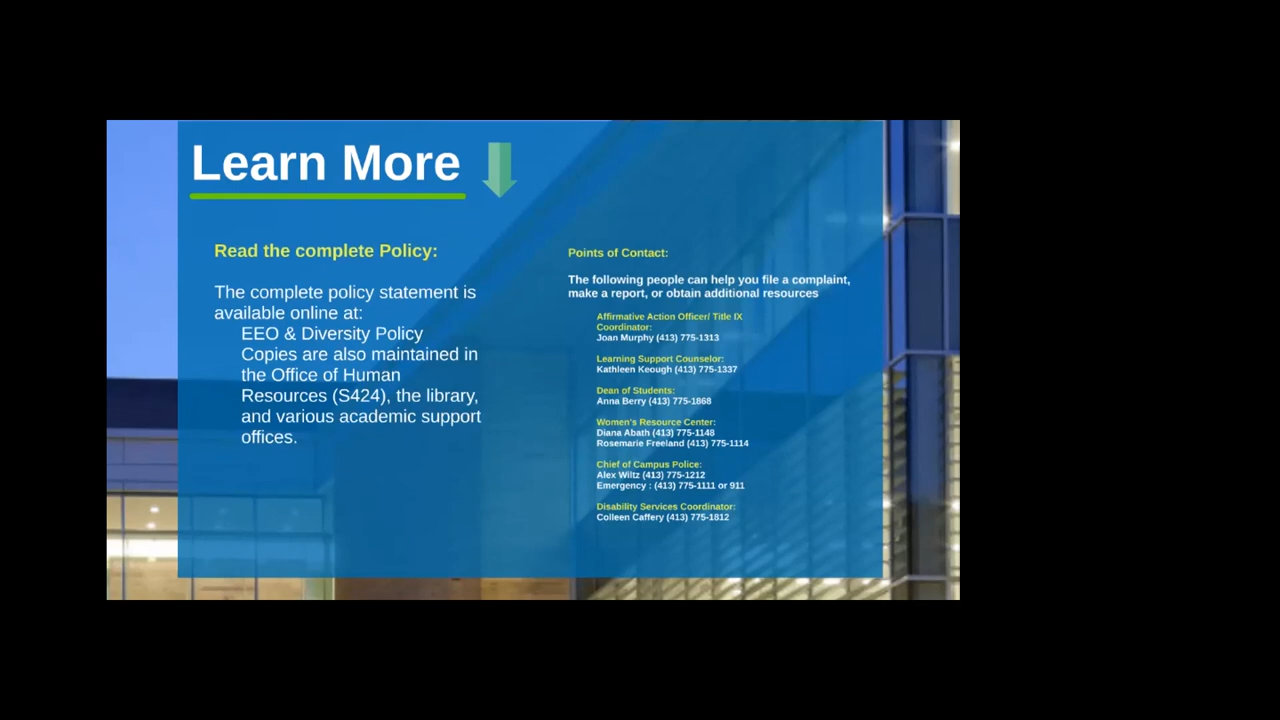 Learn More
Read the complete Policy:
The complete policy statement is
available online at:
EEO & Diversity Policy
Copies are also maintained in
the Office of Human
Resources (S424), the library,
and various academic support
offices.
Points of Contact:
The following people can help you file a complaint,
make a report, or obtain additional resources
Affirmative Action Officer/ Title IX
Coordinator:
Joan Murphy (413) 775-1313
Learning Support Counselor:
Kathleen Keough (413) 775-1337
Dean of Students:
Anna Berry (413) 775-1868
Women's Resource Center:
Diana Abath (413) 775-1148
Rosemarie Freeland (413) 775-1114
Chief of Campus Police:
Alex Wiltz (413) 775-1212
Emergency : (413) 775-1111 or 911
Disability Services Coordinator:
Colleen Caffery (413) 775-1812